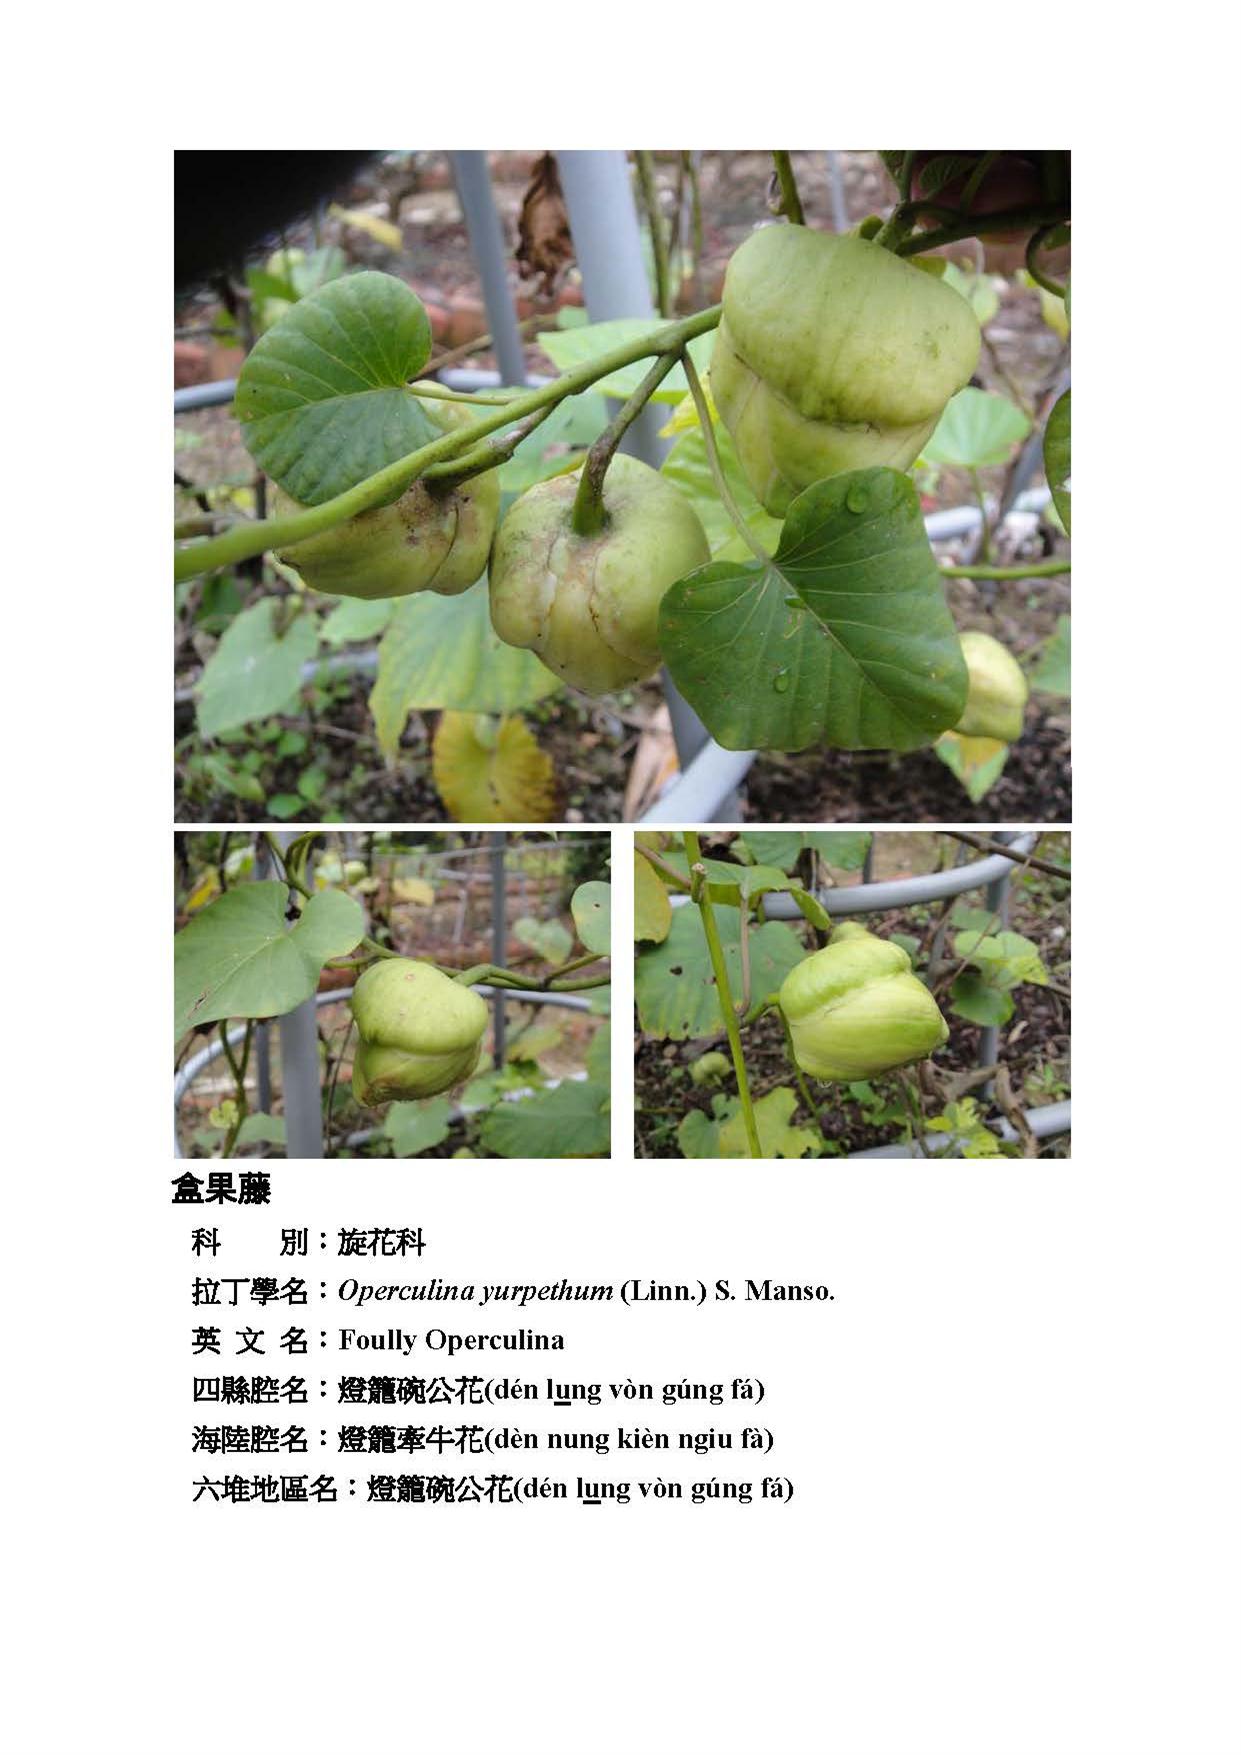 盒果藤
科　　別：旋花科
拉丁學名：Operculina yurpethum (Linn.) S. Manso.
英 文 名：Foully Operculina
四縣腔名：燈籠碗公花(dén lung vòn gúng fá)
海陸腔名：燈籠牽牛花(dèn nung kièn ngiu fà)
六堆地區名：燈籠碗公花(dén lung vòn gúng fá)